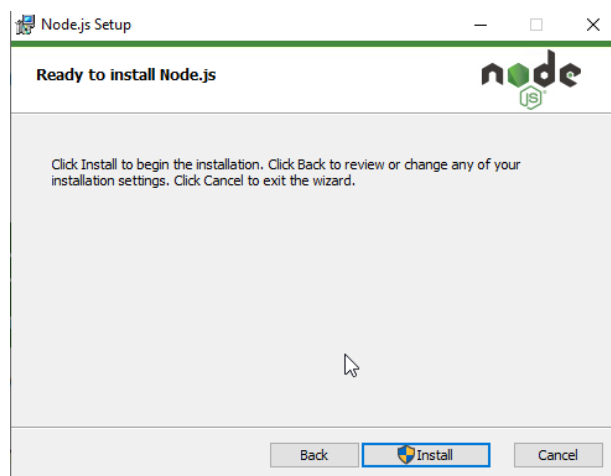 Node.js Setup
Ready to install Node.js
node
JS
Click Install to begin the installation. Click Back to review or change any of your
installation settings. Click Cancel to exit the wizard.
Back
Install
Cancel